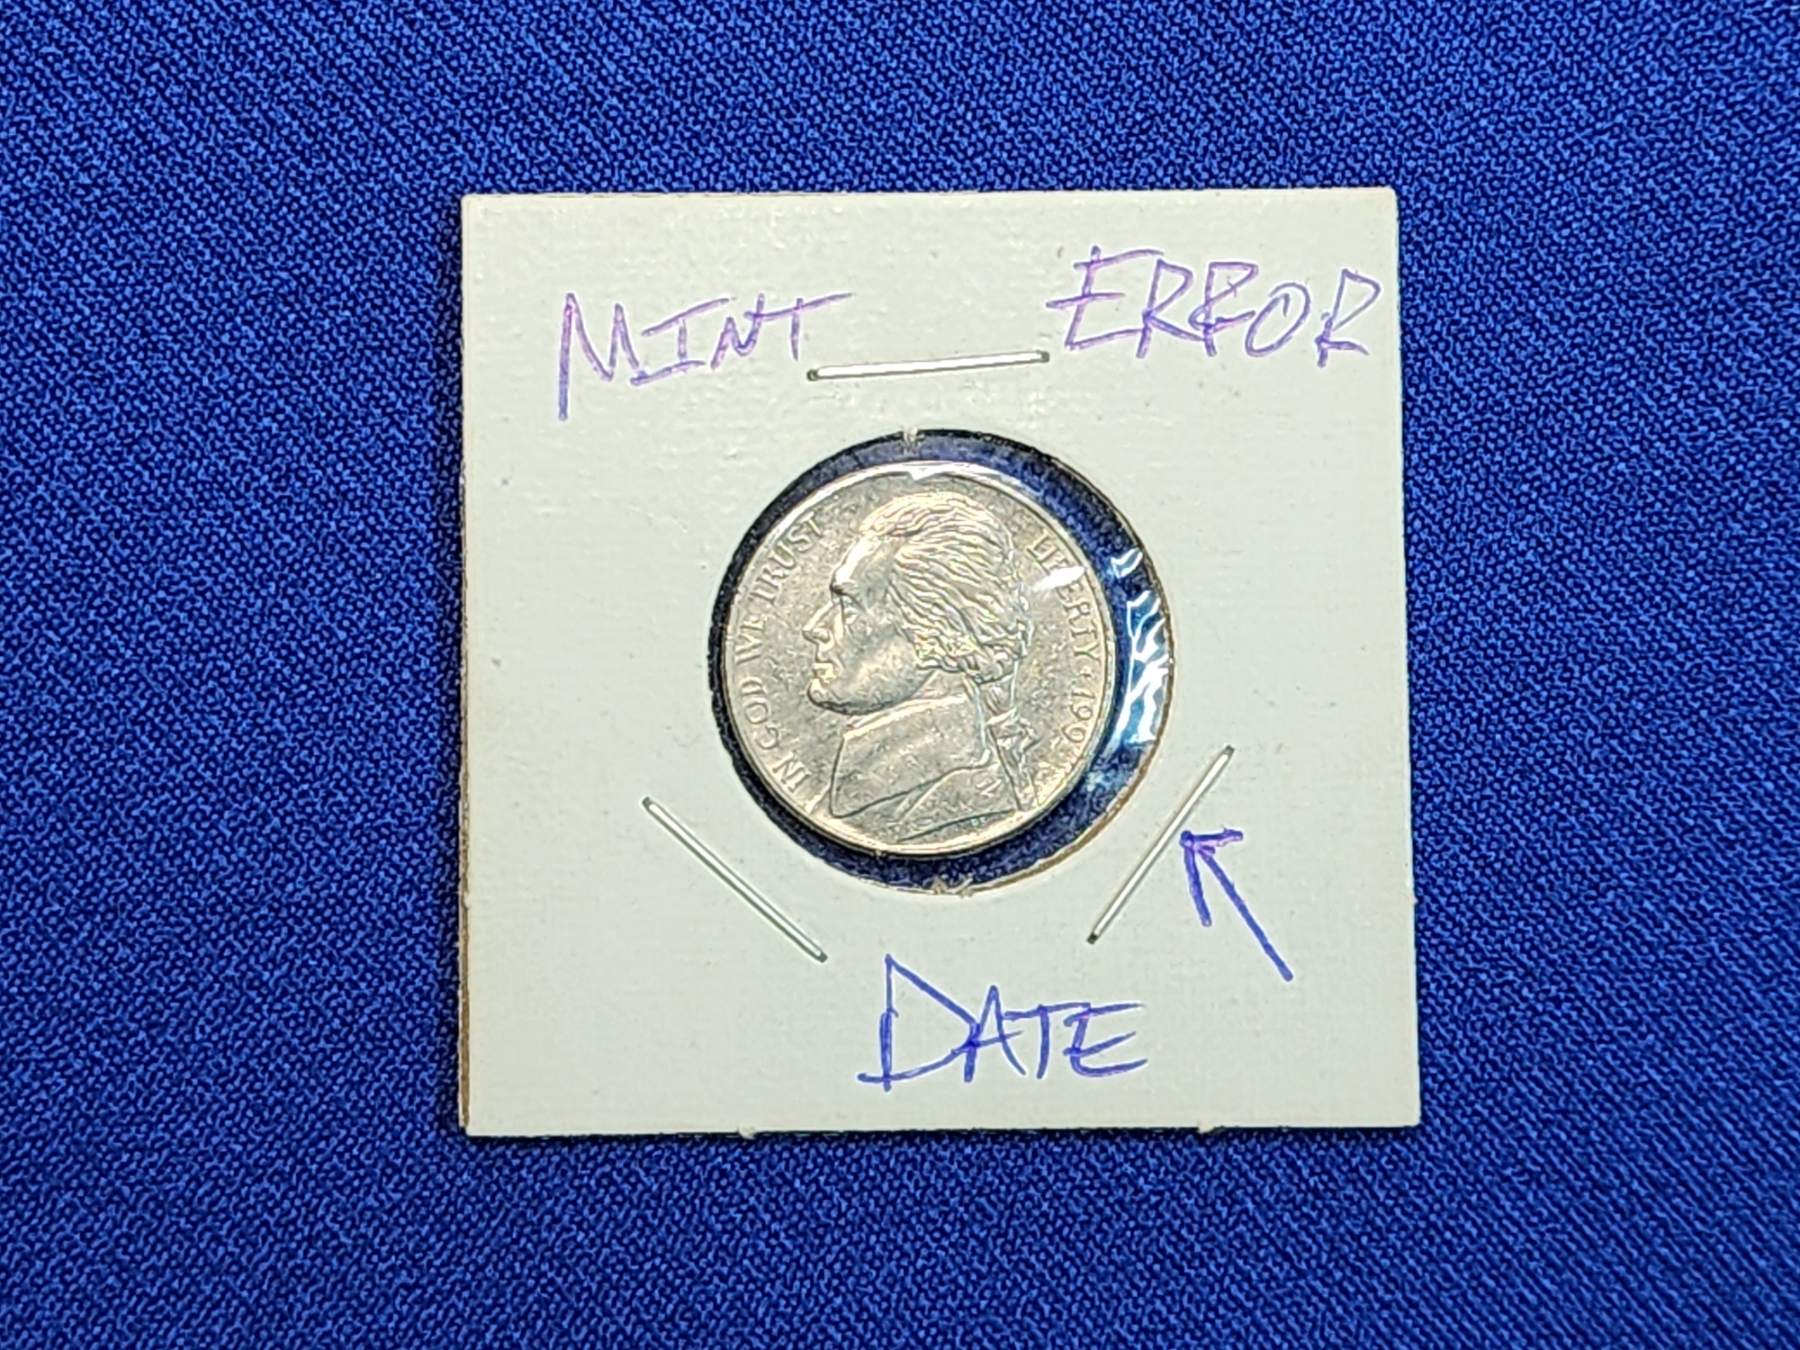 MINT ERROR
IN GOD WE TRUST
LIBERTY
DATE